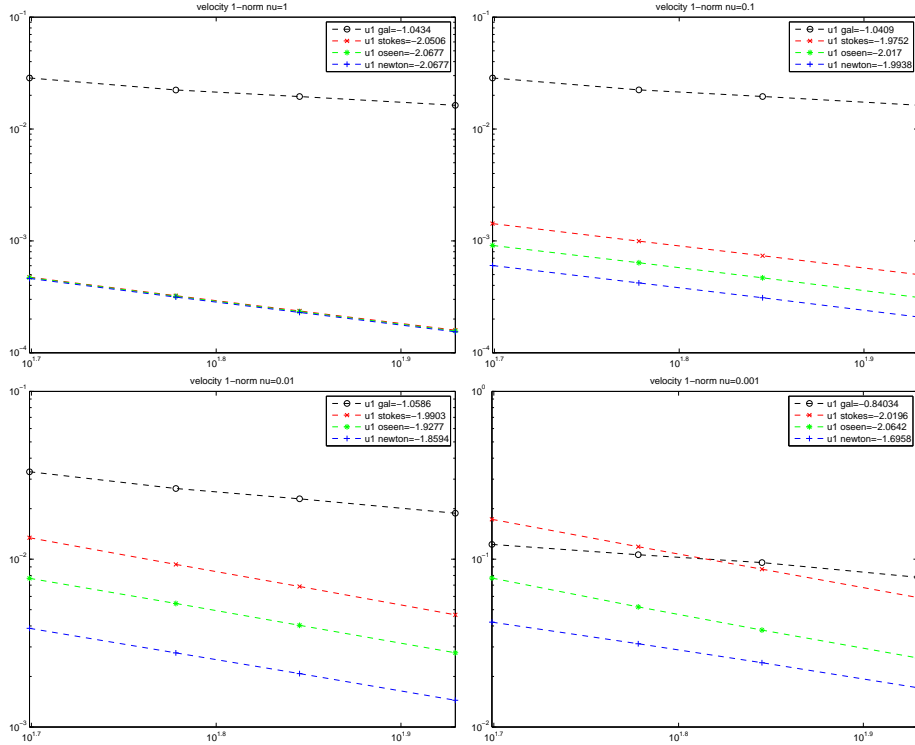 velocity 1−norm nu=1
10^−1
10^−2
10^−3
10^−4
10^1.7
10^1.8
10^1.9
u1 gal=−1.0434
u1 stokes=−2.0506
u1 oseen=−2.0677
u1 newton=−2.0677
velocity 1−norm nu=0.1
10^−1
10^−2
10^−3
10^−4
10^1.7
10^1.8
10^1.9
u1 gal=−1.0409
u1 stokes=−1.9752
u1 oseen=−2.017
u1 newton=−1.9938
velocity 1−norm nu=0.01
10^−1
10^−2
10^−3
10^1.7
10^1.8
10^1.9
u1 gal=−1.0586
u1 stokes=−1.9903
u1 oseen=−1.9277
u1 newton=−1.8594
velocity 1−norm nu=0.001
10^0
10^−1
10^−2
10^1.7
10^1.8
10^1.9
u1 gal=−0.84034
u1 stokes=−2.0196
u1 oseen=−2.0642
u1 newton=−1.6958